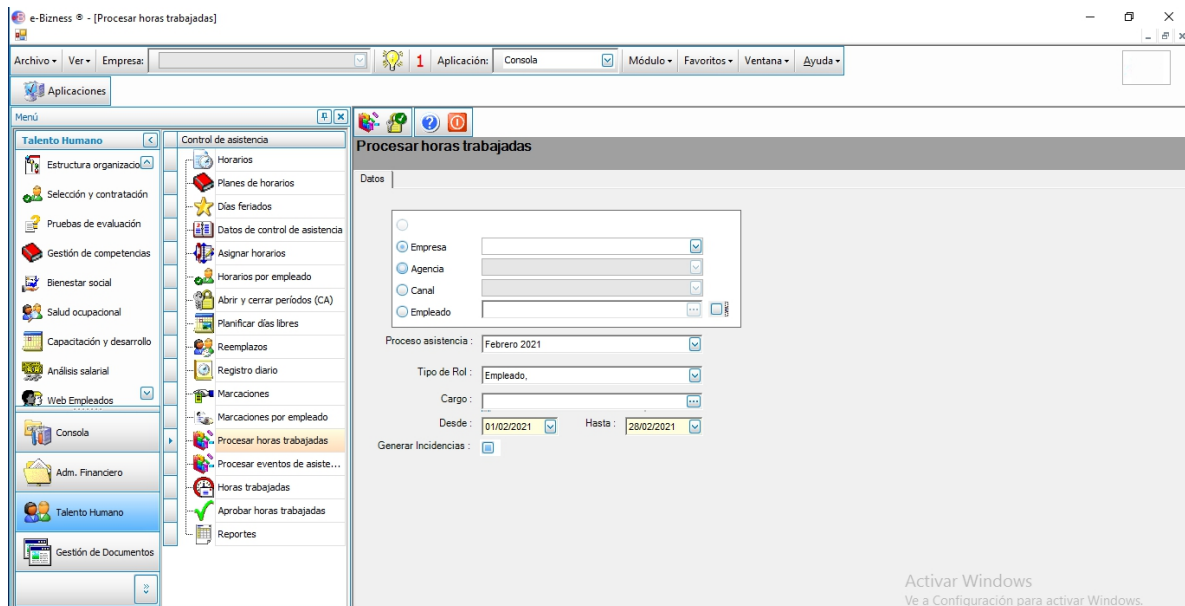 e-Bizness ® - [Procesar horas trabajadas]
Archivo Ver Empresa: 1 Aplicación: Consola Módulo Favoritos Ventana Ayuda
Aplicaciones
Menú
Talento Humano
Estructura organizacio
Selección y contratación
Pruebas de evaluación
Gestión de competencias
Bienestar social
Salud ocupacional
Capacitación y desarrollo
Análisis salarial
Web Empleados
Consola
Adm. Financiero
Talento Humano
Gestión de Documentos
Control de asistencia
Horarios
Planes de horarios
Días feriados
Datos de control de asistencia
Asignar horarios
Horarios por empleado
Abrir y cerrar períodos (CA)
Planificar días libres
Reemplazos
Registro diario
Marcaciones
Marcaciones por empleado
Procesar horas trabajadas
Procesar eventos de asiste...
Horas trabajadas
Aprobar horas trabajadas
Reportes
Procesar horas trabajadas
Datos
Empresa
Agencia
Canal
Empleado
Proceso asistencia : Febrero 2021
Tipo de Rol : Empleado,
Cargo :
Desde : 01/02/2021 Hasta : 28/02/2021
Generar Incidencias :
Activar Windows
Ve a Configuración para activar Windows.